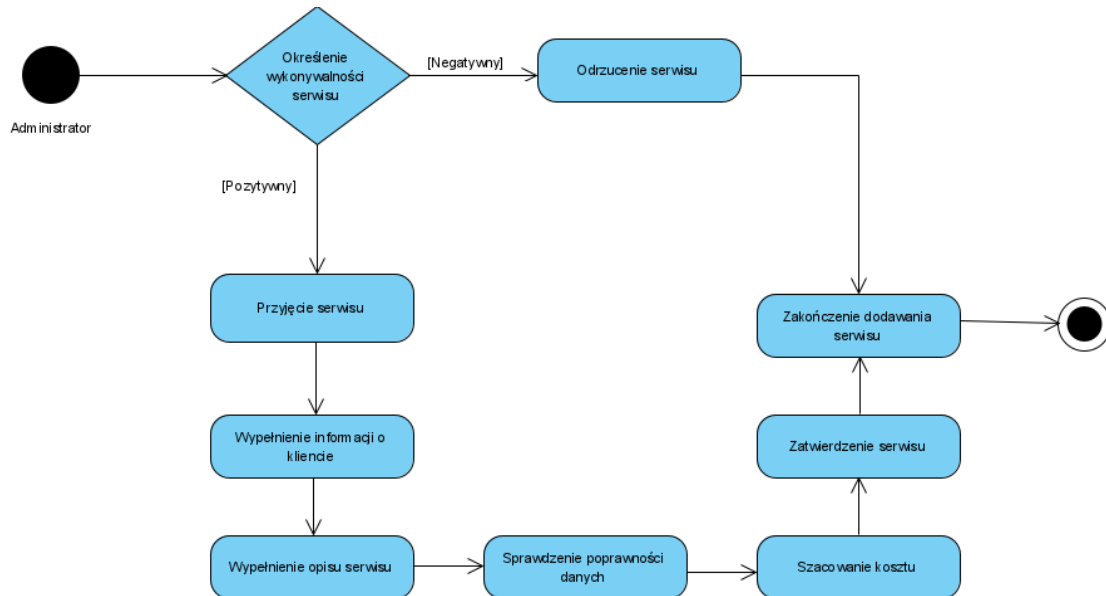 Administrator
Określenie
wykonywalności
serwisu
[Negatywny]
Odrzucenie serwisu
[Pozytywny]
Przyjęcie serwisu
Wypełnienie informacji o
kliencie
Wypełnienie opisu serwisu
Sprawdzenie poprawności
danych
Szacowanie kosztu
Zatwierdzenie serwisu
Zakończenie dodawania
serwisu